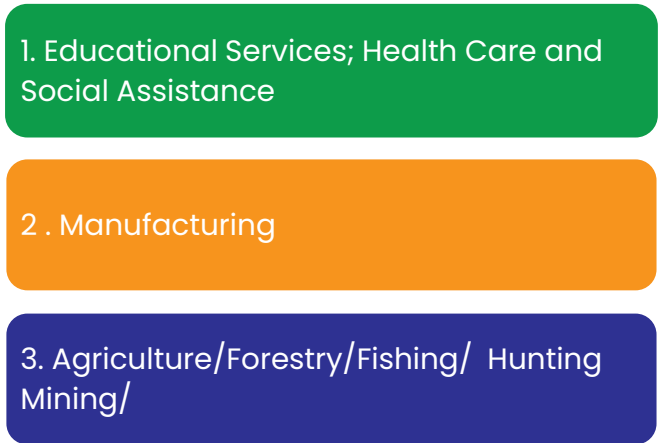 1. Educational Services; Health Care and
Social Assistance
2 . Manufacturing
3. Agriculture/Forestry/Fishing/ Hunting
Mining/